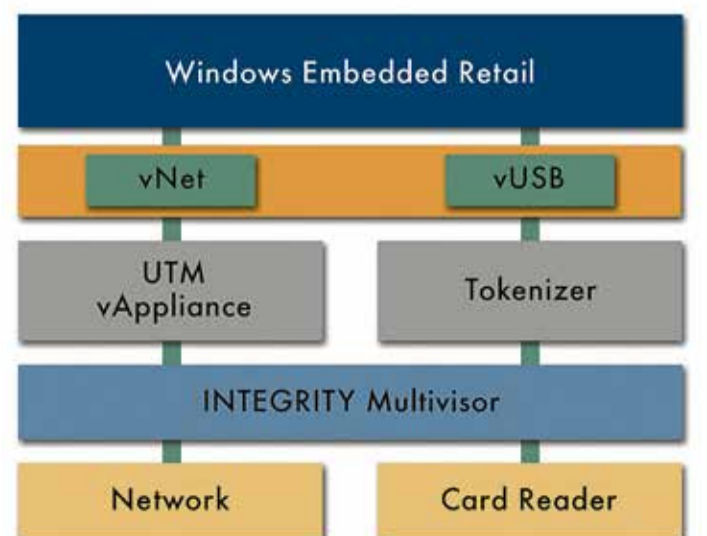 Windows Embedded Retail
vNet
vUSB
UTM
vAppliance
Tokenizer
INTEGRITY Multivisor
Network
Card Reader